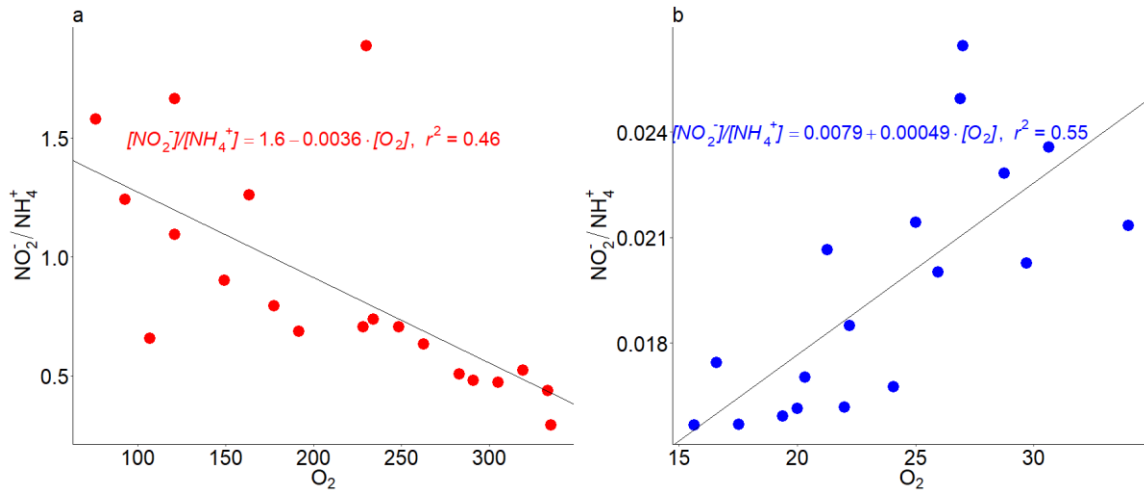 a
[NO₂⁻]/[NH₄⁺] = 1.6 – 0.0036 · [O₂], r² = 0.46
NO₂⁻/ NH₄⁺
1.5
1.0
0.5
100 150 200 250 300
O₂
b
[NO₂⁻]/[NH₄⁺] = 0.0079 + 0.00049 · [O₂], r² = 0.55
NO₂⁻/ NH₄⁺
0.024
0.021
0.018
15 20 25 30
O₂